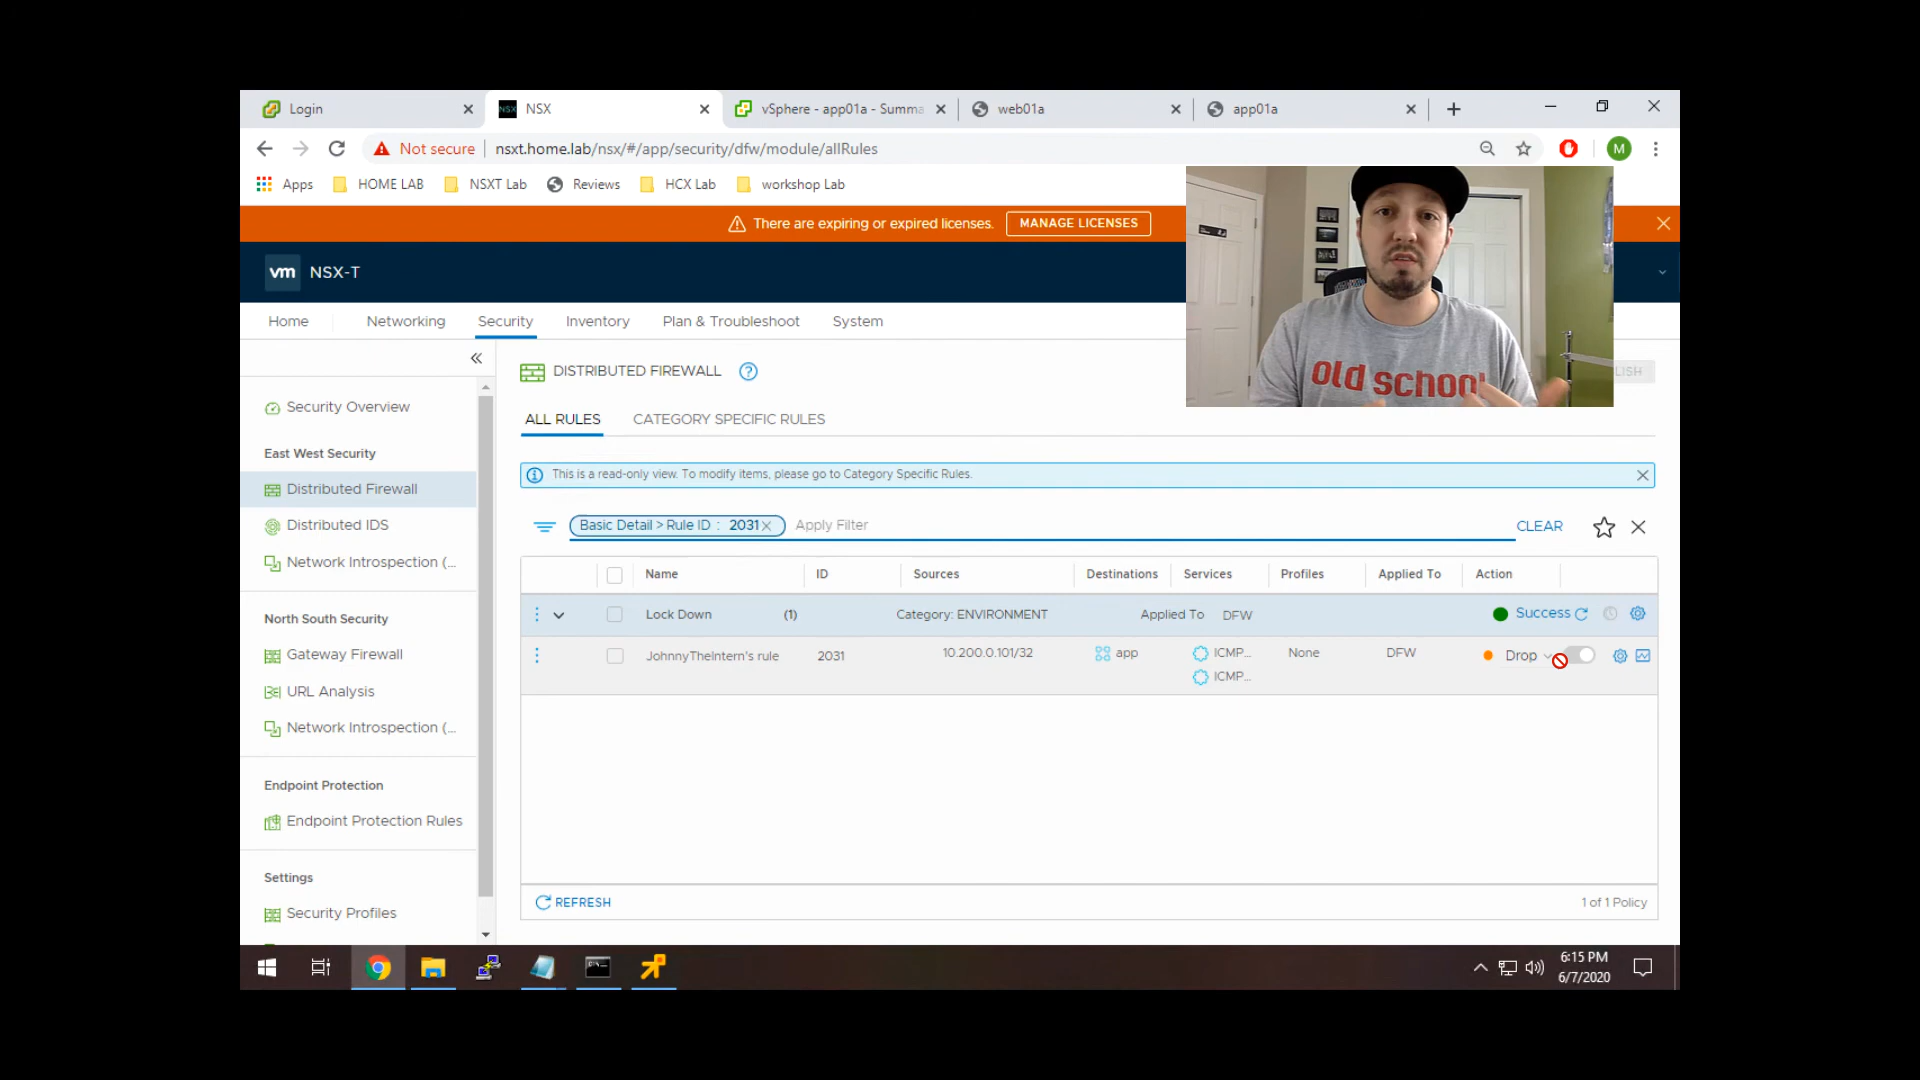 Login
NSX
vSphere - app01a - Summa
web01a
app01a
Not secure
nsxt.home.lab/nsx/#/app/security/dfw/module/allRules
M
Apps
HOME LAB
NSXT Lab
Reviews
HCX Lab
workshop Lab
There are expiring or expired licenses.
MANAGE LICENSES
vm
NSX-T
Home
Networking
Security
Inventory
Plan & Troubleshoot
System
old school
LISH
DISTRIBUTED FIREWALL
ALL RULES
CATEGORY SPECIFIC RULES
This is a read-only view. To modify items, please go to Category Specific Rules.
Basic Detail > Rule ID : 2031
Apply Filter
CLEAR
Security Overview
East West Security
Distributed Firewall
Distributed IDS
Network Introspection (...
North South Security
Gateway Firewall
URL Analysis
Network Introspection (...
Endpoint Protection
Endpoint Protection Rules
Settings
Security Profiles
Name
ID
Sources
Destinations
Services
Profiles
Applied To
Action
Lock Down
(1)
Category: ENVIRONMENT
Applied To
DFW
Success
JohnnyTheIntern's rule
2031
10.200.0.101/32
app
ICMP...
ICMP...
None
DFW
Drop
REFRESH
1 of 1 Policy
6:15 PM
6/7/2020